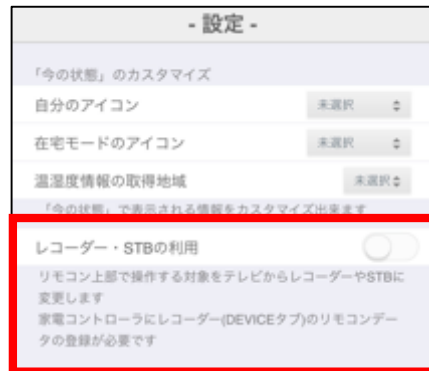 - 設定 -
「今の状態」のカスタマイズ
自分のアイコン 未選択
在宅モードのアイコン 未選択
温湿度情報の取得地域 未選択
「今の状態」で表示される情報をカスタマイズ出来ます
レコーダー・STBの利用
リモコン上部で操作する対象をテレビからレコーダーやSTBに
変更します
家電コントローラにレコーダー(DEVICEタブ)のリモコンデー
タの登録が必要です